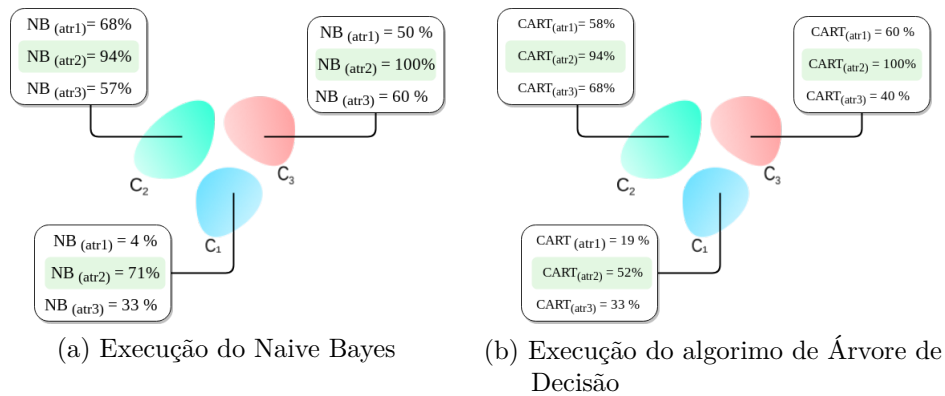 NB (atr1)= 68%
NB (atr2)= 94%
NB (atr3)= 57%
NB (atr1) = 50 %
NB (atr2) = 100%
NB (atr3) = 60 %
C2
C3
C1
NB (atr1) = 4 %
NB (atr2) = 71%
NB (atr3) = 33 %
(a) Execução do Naive Bayes
CART(atr1)= 58%
CART(atr2)= 94%
CART(atr3)= 68%
CART(atr1) = 60 %
CART(atr2) = 100%
CART(atr3) = 40 %
C2
C3
C1
CART (atr1) = 19 %
CART(atr2) = 52%
CART(atr3) = 33 %
(b) Execução do algorimo de Árvore de
Decisão